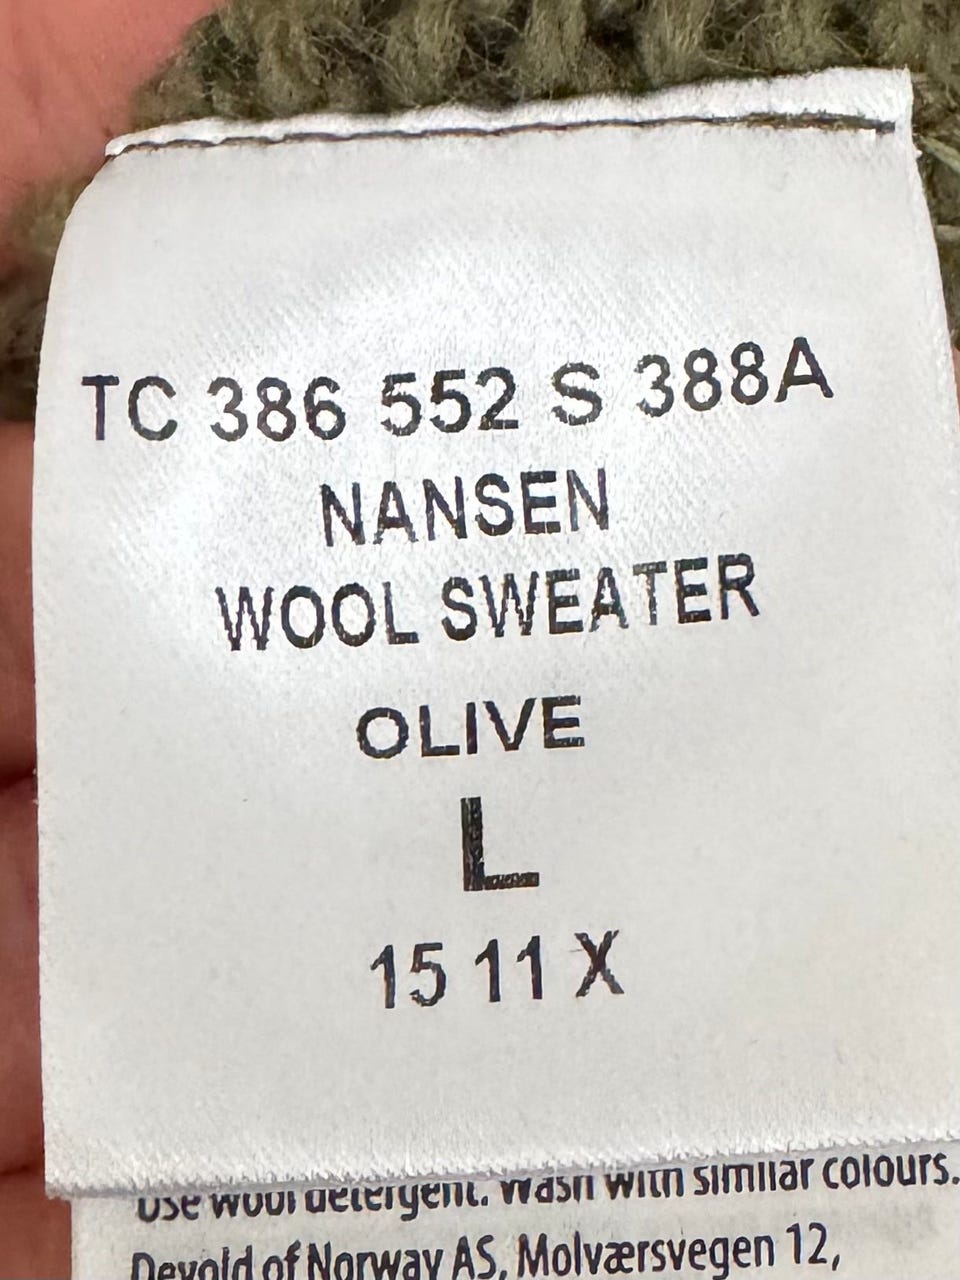 TC 386 552 S 388A
NANSEN
WOOL SWEATER
OLIVE
L
15 11 X
Use wool detergent. Wash with similar colours.
Devold of Norway AS, Molværsvegen 12,